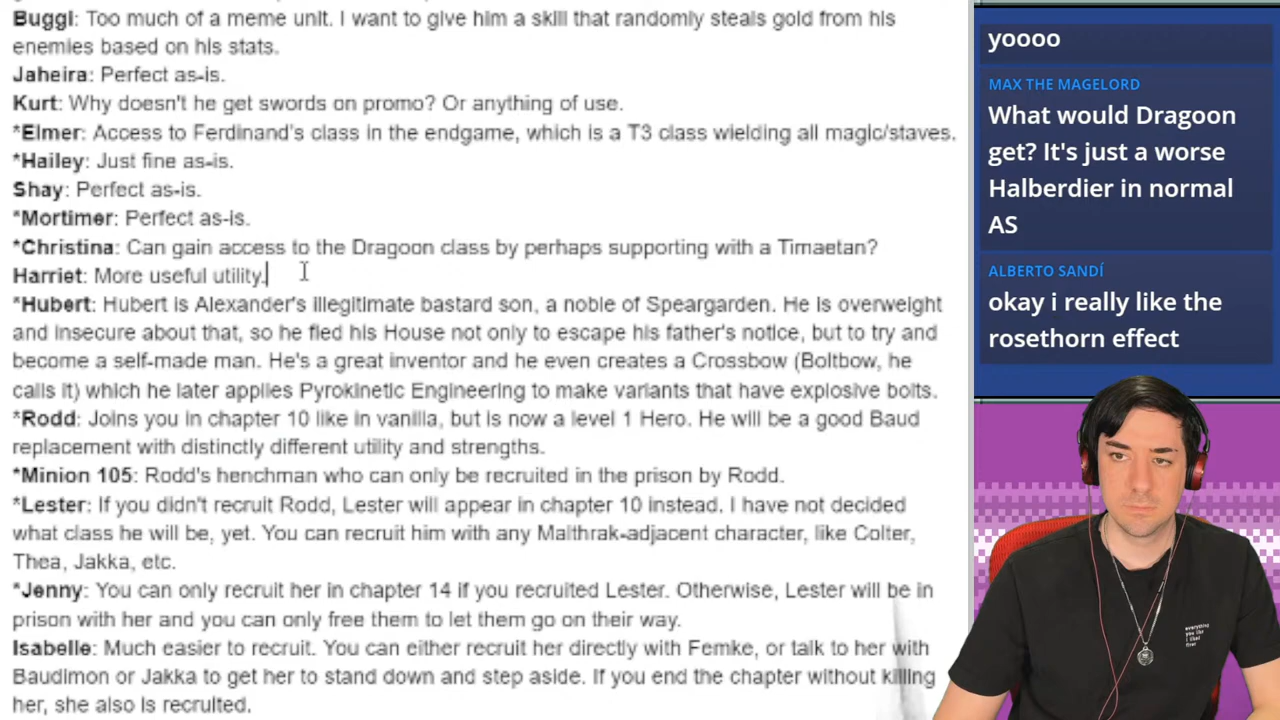 Buggi: Too much of a meme unit. I want to give him a skill that randomly steals gold from his
enemies based on his stats.
Jaheira: Perfect as-is.
Kurt: Why doesn't he get swords on promo? Or anything of use.
*Elmer: Access to Ferdinand's class in the endgame, which is a T3 class wielding all magic/staves.
*Hailey: Just fine as-is.
Shay: Perfect as-is.
*Mortimer: Perfect as-is.
*Christina: Can gain access to the Dragoon class by perhaps supporting with a Timaetan?
Harriet: More useful utility.
*Hubert: Hubert is Alexander's illegitimate bastard son, a noble of Speargarden. He is overweight
and insecure about that, so he fled his House not only to escape his father's notice, but to try and
become a self-made man. He's a great inventor and he even creates a Crossbow (Boltbow, he
calls it) which he later applies Pyrokinetic Engineering to make variants that have explosive bolts.
*Rodd: Joins you in chapter 10 like in vanilla, but is now a level 1 Hero. He will be a good Baud
replacement with distinctly different utility and strengths.
*Minion 105: Rodd's henchman who can only be recruited in the prison by Rodd.
*Lester: If you didn't recruit Rodd, Lester will appear in chapter 10 instead. I have not decided
what class he will be, yet. You can recruit him with any Malthrak-adjacent character, like Colter,
Thea, Jakka, etc.
*Jenny: You can only recruit her in chapter 14 if you recruited Lester. Otherwise, Lester will be in
prison with her and you can only free them to let them go on their way.
Isabelle: Much easier to recruit. You can either recruit her directly with Femke, or talk to her with
Baudimon or Jakka to get her to stand down and step aside. If you end the chapter without killing
her, she also is recruited.
yoooo
MAX THE MAGELORD
What would Dragoon
get? It's just a worse
Halberdier in normal
AS
ALBERTO SANDÍ
okay i really like the
rosethorn effect
everything
you like
i liked
first